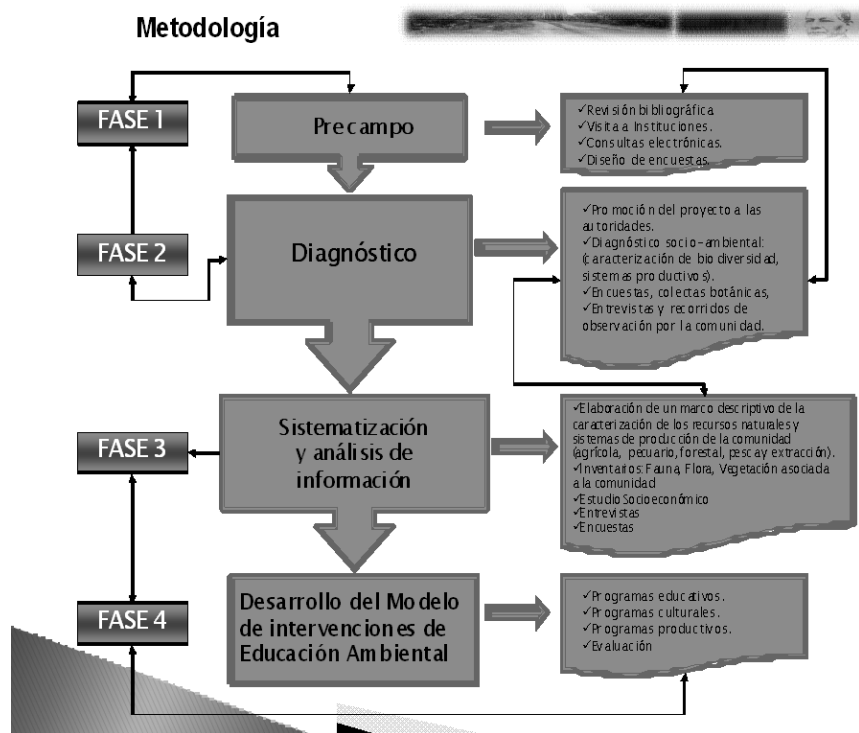 Metodología
FASE 1
Precampo
✓Revisión bibliográfica
✓Visita a Instituciones.
✓Consultas electrónicas.
✓Diseño de encuestas.
FASE 2
Diagnóstico
✓Promoción del proyecto a las
autoridades.
✓Diagnóstico socio-ambiental:
(caracterización de bio diversidad,
sistemas productivos).
✓Encuestas, colectas botánicas,
✓Entrevistas y recorridos de
observación por la comunidad.
FASE 3
Sistematización
y análisis de
información
✓Elaboración de un marco descriptivo de la
caracterización de los recursos naturales y
sistemas de producción de la comunidad
(agrícola, pecuario, forestal, pesca y extracción).
✓Inventarios: Fauna, Flora, Vegetación asociada
a la comunidad
✓Estudio Socioeconómico
✓Entrevistas
✓Encuestas
FASE 4
Desarrollo del Modelo
de intervenciones de
Educación Ambiental
✓Programas educativos.
✓Programas culturales.
✓Programas productivos.
✓Evaluación